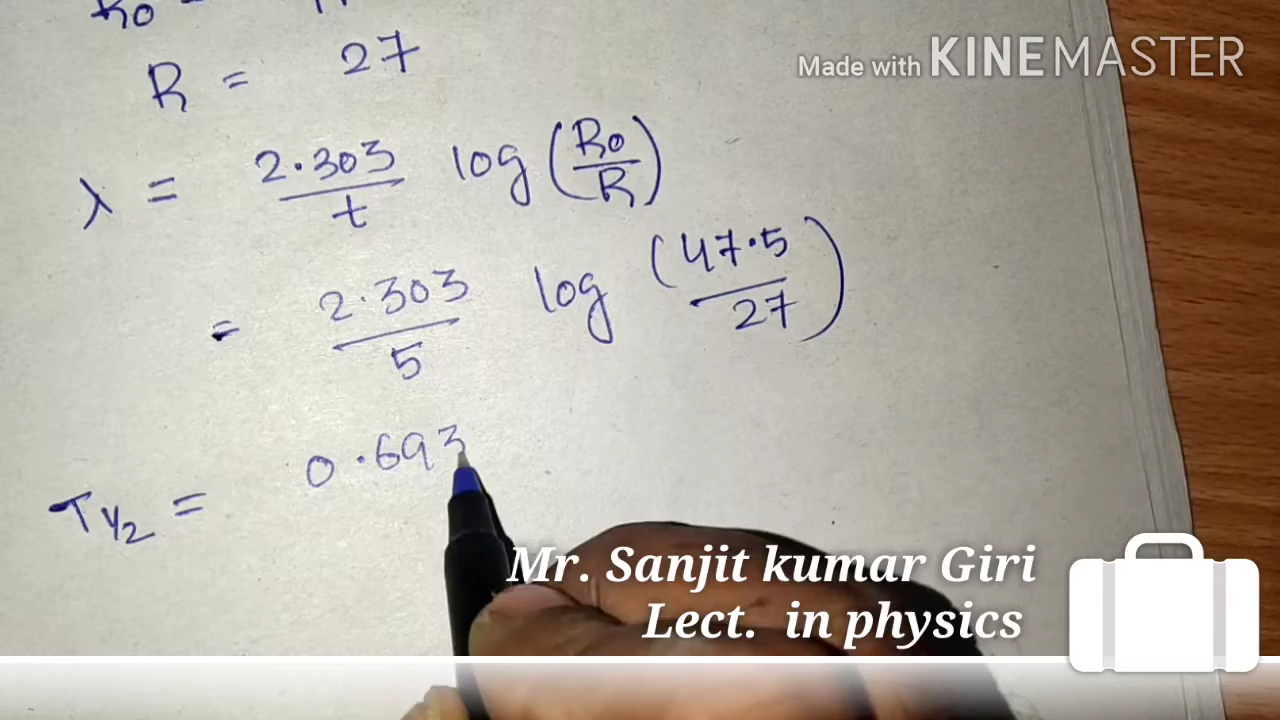 R₀ =
R = 27
Made with KINEMASTER
λ = 2.303/t log (R₀/R)
= 2.303/5 log (47.5/27)
T½ = 0.693
Mr. Sanjit kumar Giri
Lect. in physics